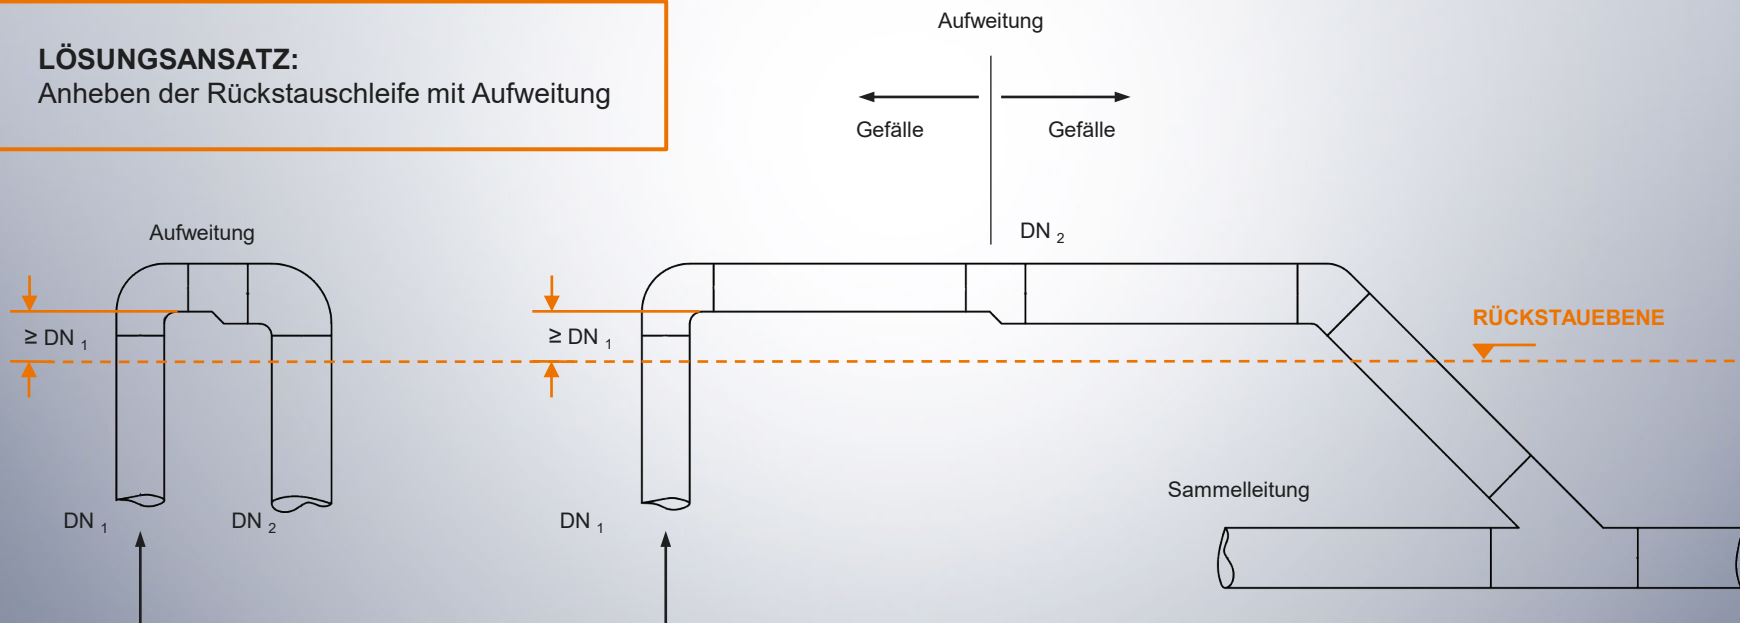 LÖSUNGSANSATZ:
Anheben der Rückstauschleife mit Aufweitung
Aufweitung
Gefälle
Gefälle
Aufweitung
DN 2
≥ DN 1
≥ DN 1
RÜCKSTAUEBENE
Sammelleitung
DN 1
DN 2
DN 1